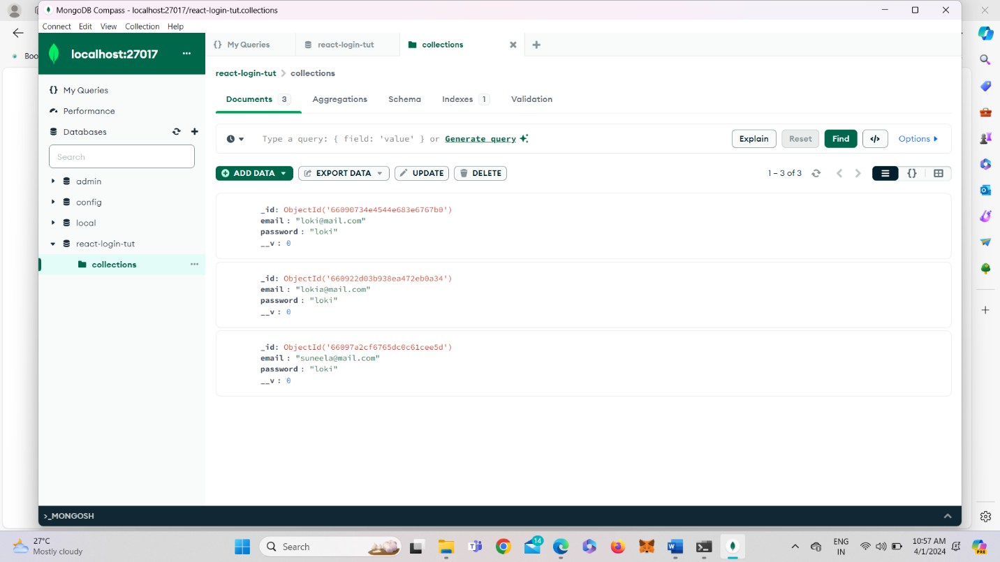 MongoDB Compass - localhost:27017/react-login-tut.collections
Connect Edit View Collection Help
Boo
localhost:27017
{} My Queries
react-login-tut
collections
react-login-tut > collections
My Queries
Performance
Databases
Search
admin
config
local
react-login-tut
collections
Documents 3
Aggregations
Schema
Indexes 1
Validation
Type a query: { field: 'value' } or Generate query
Explain
Reset
Find
</>
Options
ADD DATA
EXPORT DATA
UPDATE
DELETE
1 – 3 of 3
{}
_id: ObjectId('66090734e4544e683e6767b0')
email : "loki@mail.com"
password : "loki"
__v : 0
_id: ObjectId('660922d03b938ea472eb0a34')
email : "lokia@mail.com"
password : "loki"
__v : 0
_id: ObjectId('66097a2cf6765dc0c61cee5d')
email : "suneela@mail.com"
password : "loki"
__v : 0
>_MONGOSH
27°C
Mostly cloudy
Search
14
ENG
IN
10:57 AM
4/1/2024
PRE